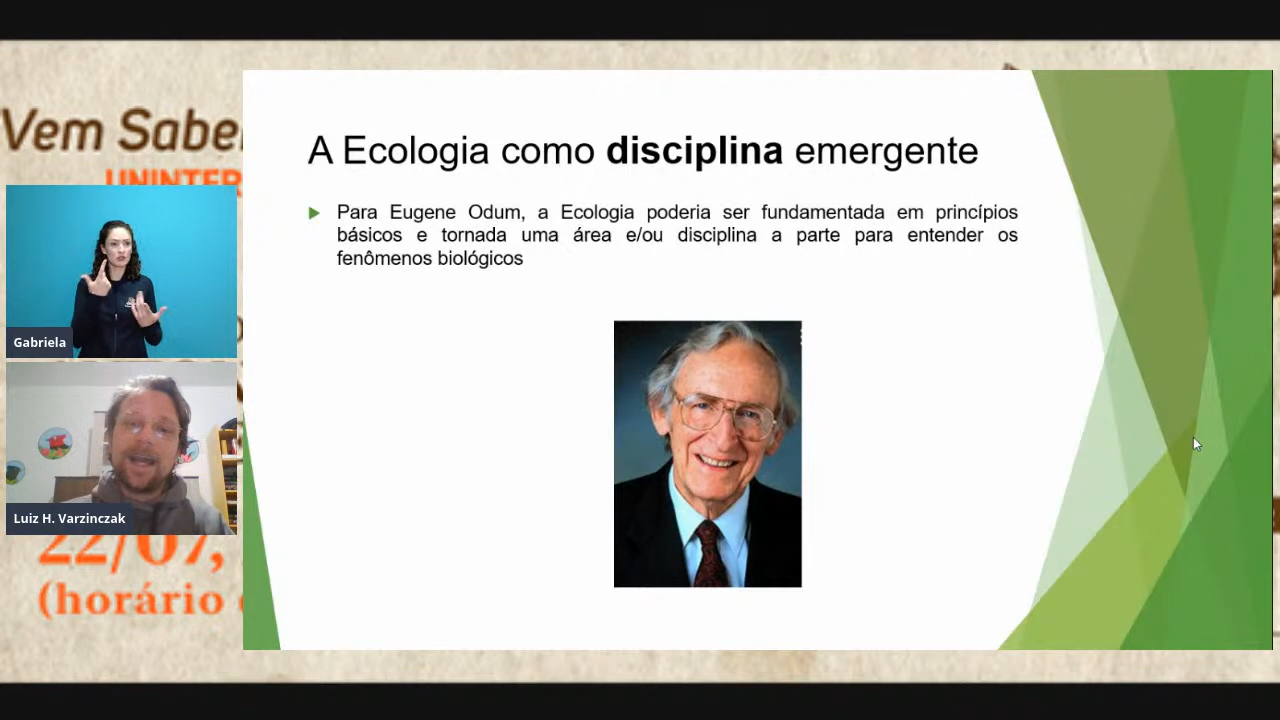 Vem Sabe
UNINTER
A Ecologia como disciplina emergente
Para Eugene Odum, a Ecologia poderia ser fundamentada em princípios
básicos e tornada uma área e/ou disciplina a parte para entender os
fenômenos biológicos
Gabriela
Luiz H. Varzinczak
22/07,
(horário